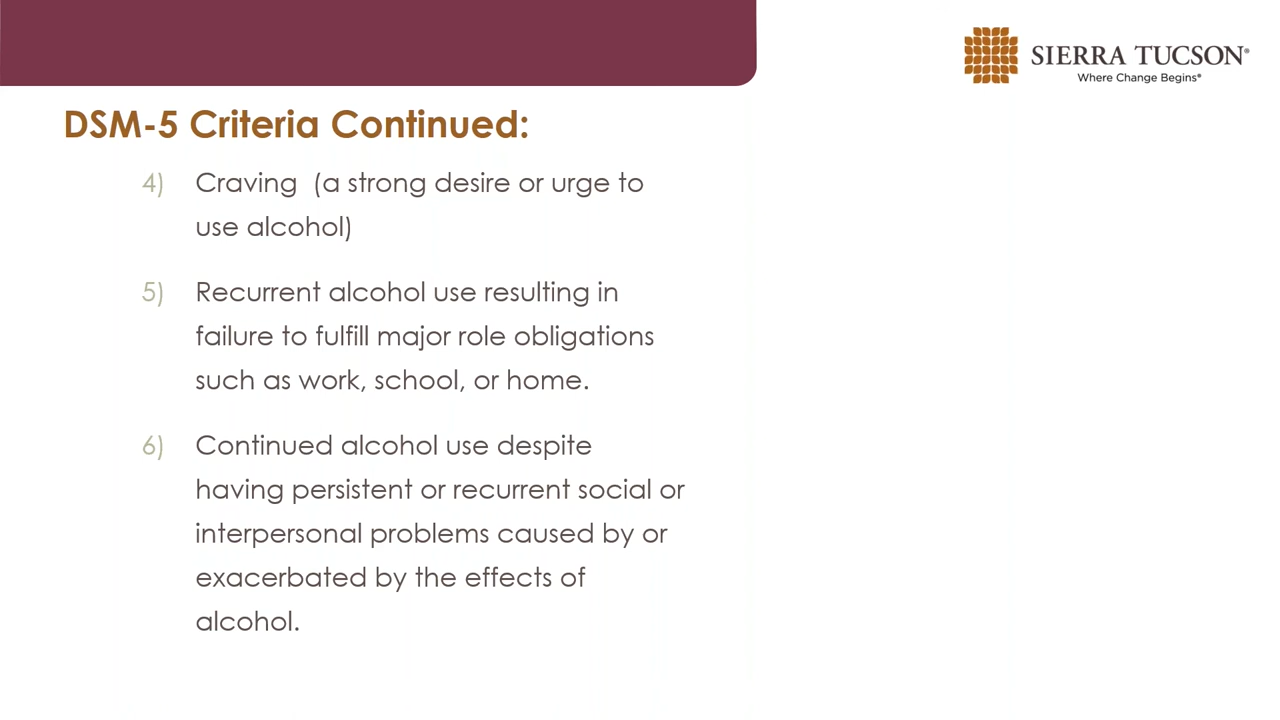 SIERRA TUCSON®
Where Change Begins®
DSM-5 Criteria Continued:
4) Craving (a strong desire or urge to
use alcohol)
5) Recurrent alcohol use resulting in
failure to fulfill major role obligations
such as work, school, or home.
6) Continued alcohol use despite
having persistent or recurrent social or
interpersonal problems caused by or
exacerbated by the effects of
alcohol.